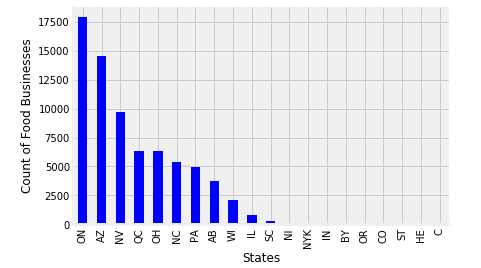 Count of Food Businesses
17500
15000
12500
10000
7500
5000
2500
0
ON AZ NV QC OH NC PA AB WI IL SC NI NYK IN BY OR CO ST HE C
States